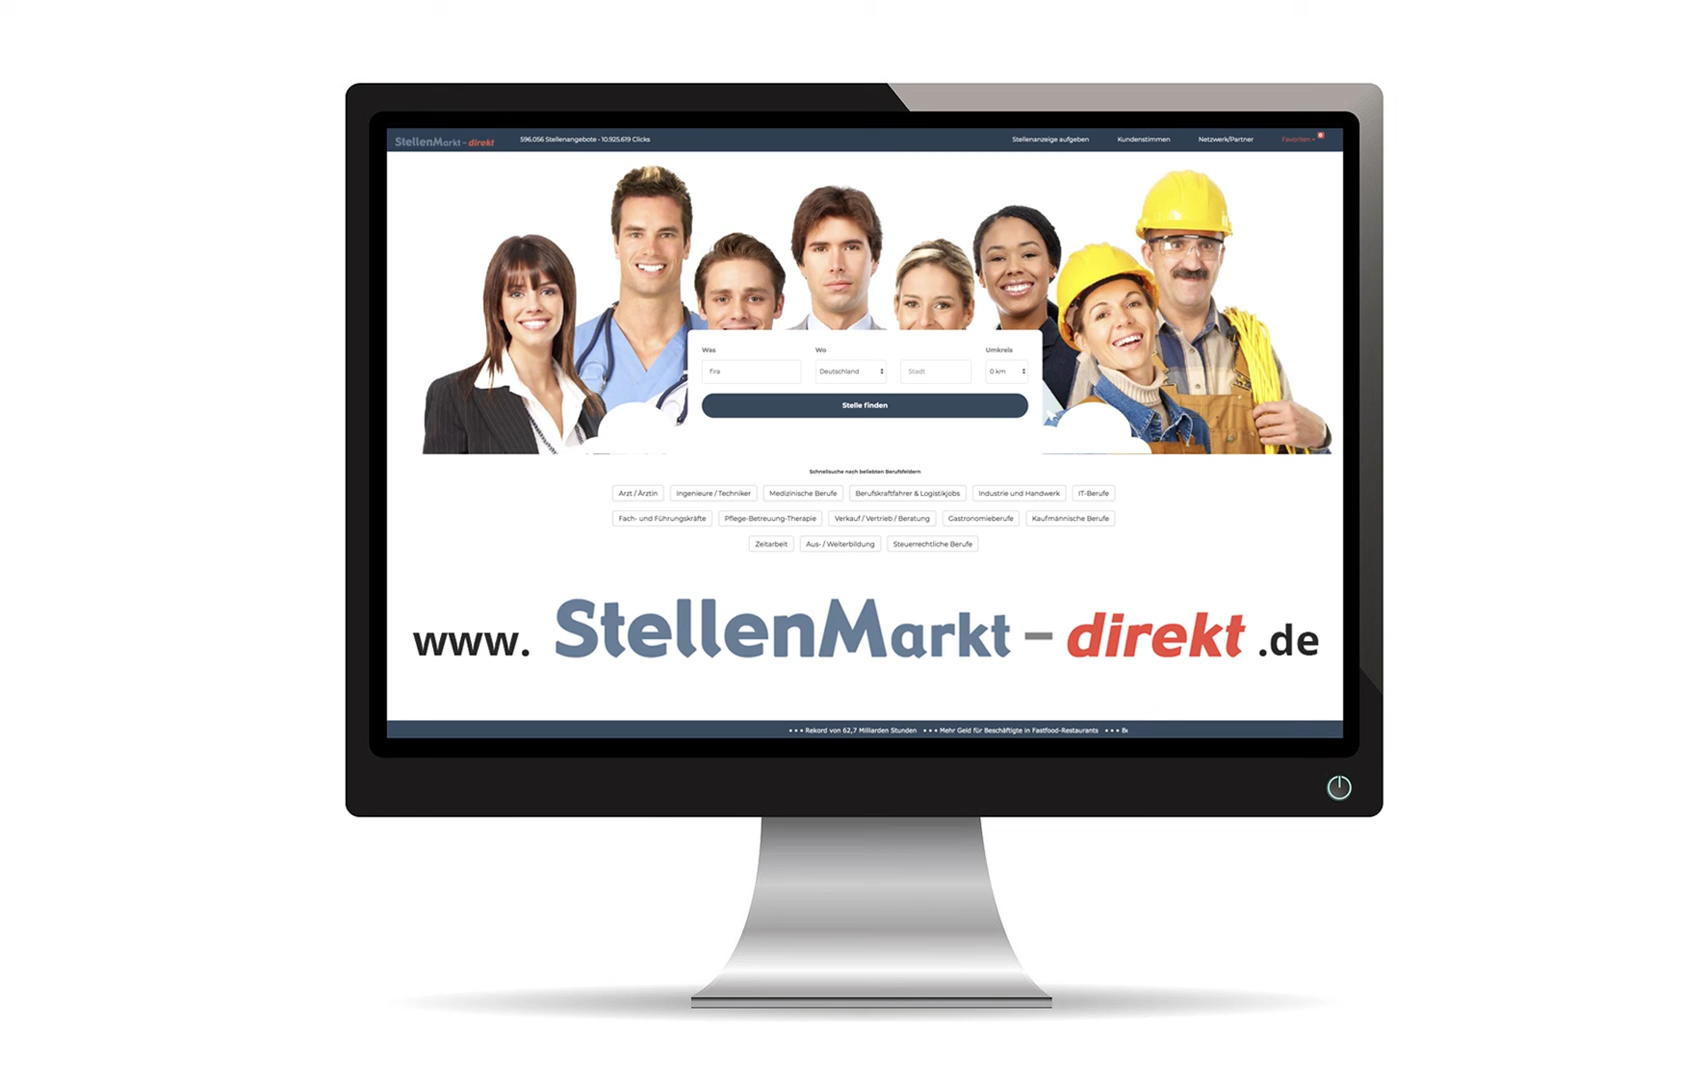 StellenMarkt - direkt 596.056 Stellenangebote - 10.925.619 Clicks Stellenanzeige aufgeben Kundenstimmen Netzwerk/Partner Favoriten
Was Wo Umkreis
fira Deutschland Stadt 0 km
Stelle finden
Schnellsuche nach beliebten Berufsfeldern
Arzt / Ärztin Ingenieure / Techniker Medizinische Berufe Berufskraftfahrer & Logistikjobs Industrie und Handwerk IT-Berufe
Fach- und Führungskräfte Pflege-Betreuung-Therapie Verkauf / Vertrieb / Beratung Gastronomieberufe Kaufmännische Berufe
Zeitarbeit Aus- / Weiterbildung Steuerrechtliche Berufe
www. StellenMarkt - direkt .de
• • • Rekord von 62,7 Milliarden Stunden • • • Mehr Geld für Beschäftigte in Fastfood-Restaurants • • •